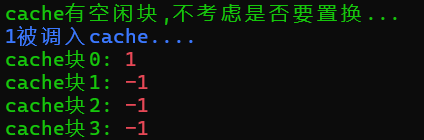 cache有空闲块,不考虑是否要置换...
1被调入cache....
cache块0: 1
cache块1: -1
cache块2: -1
cache块3: -1